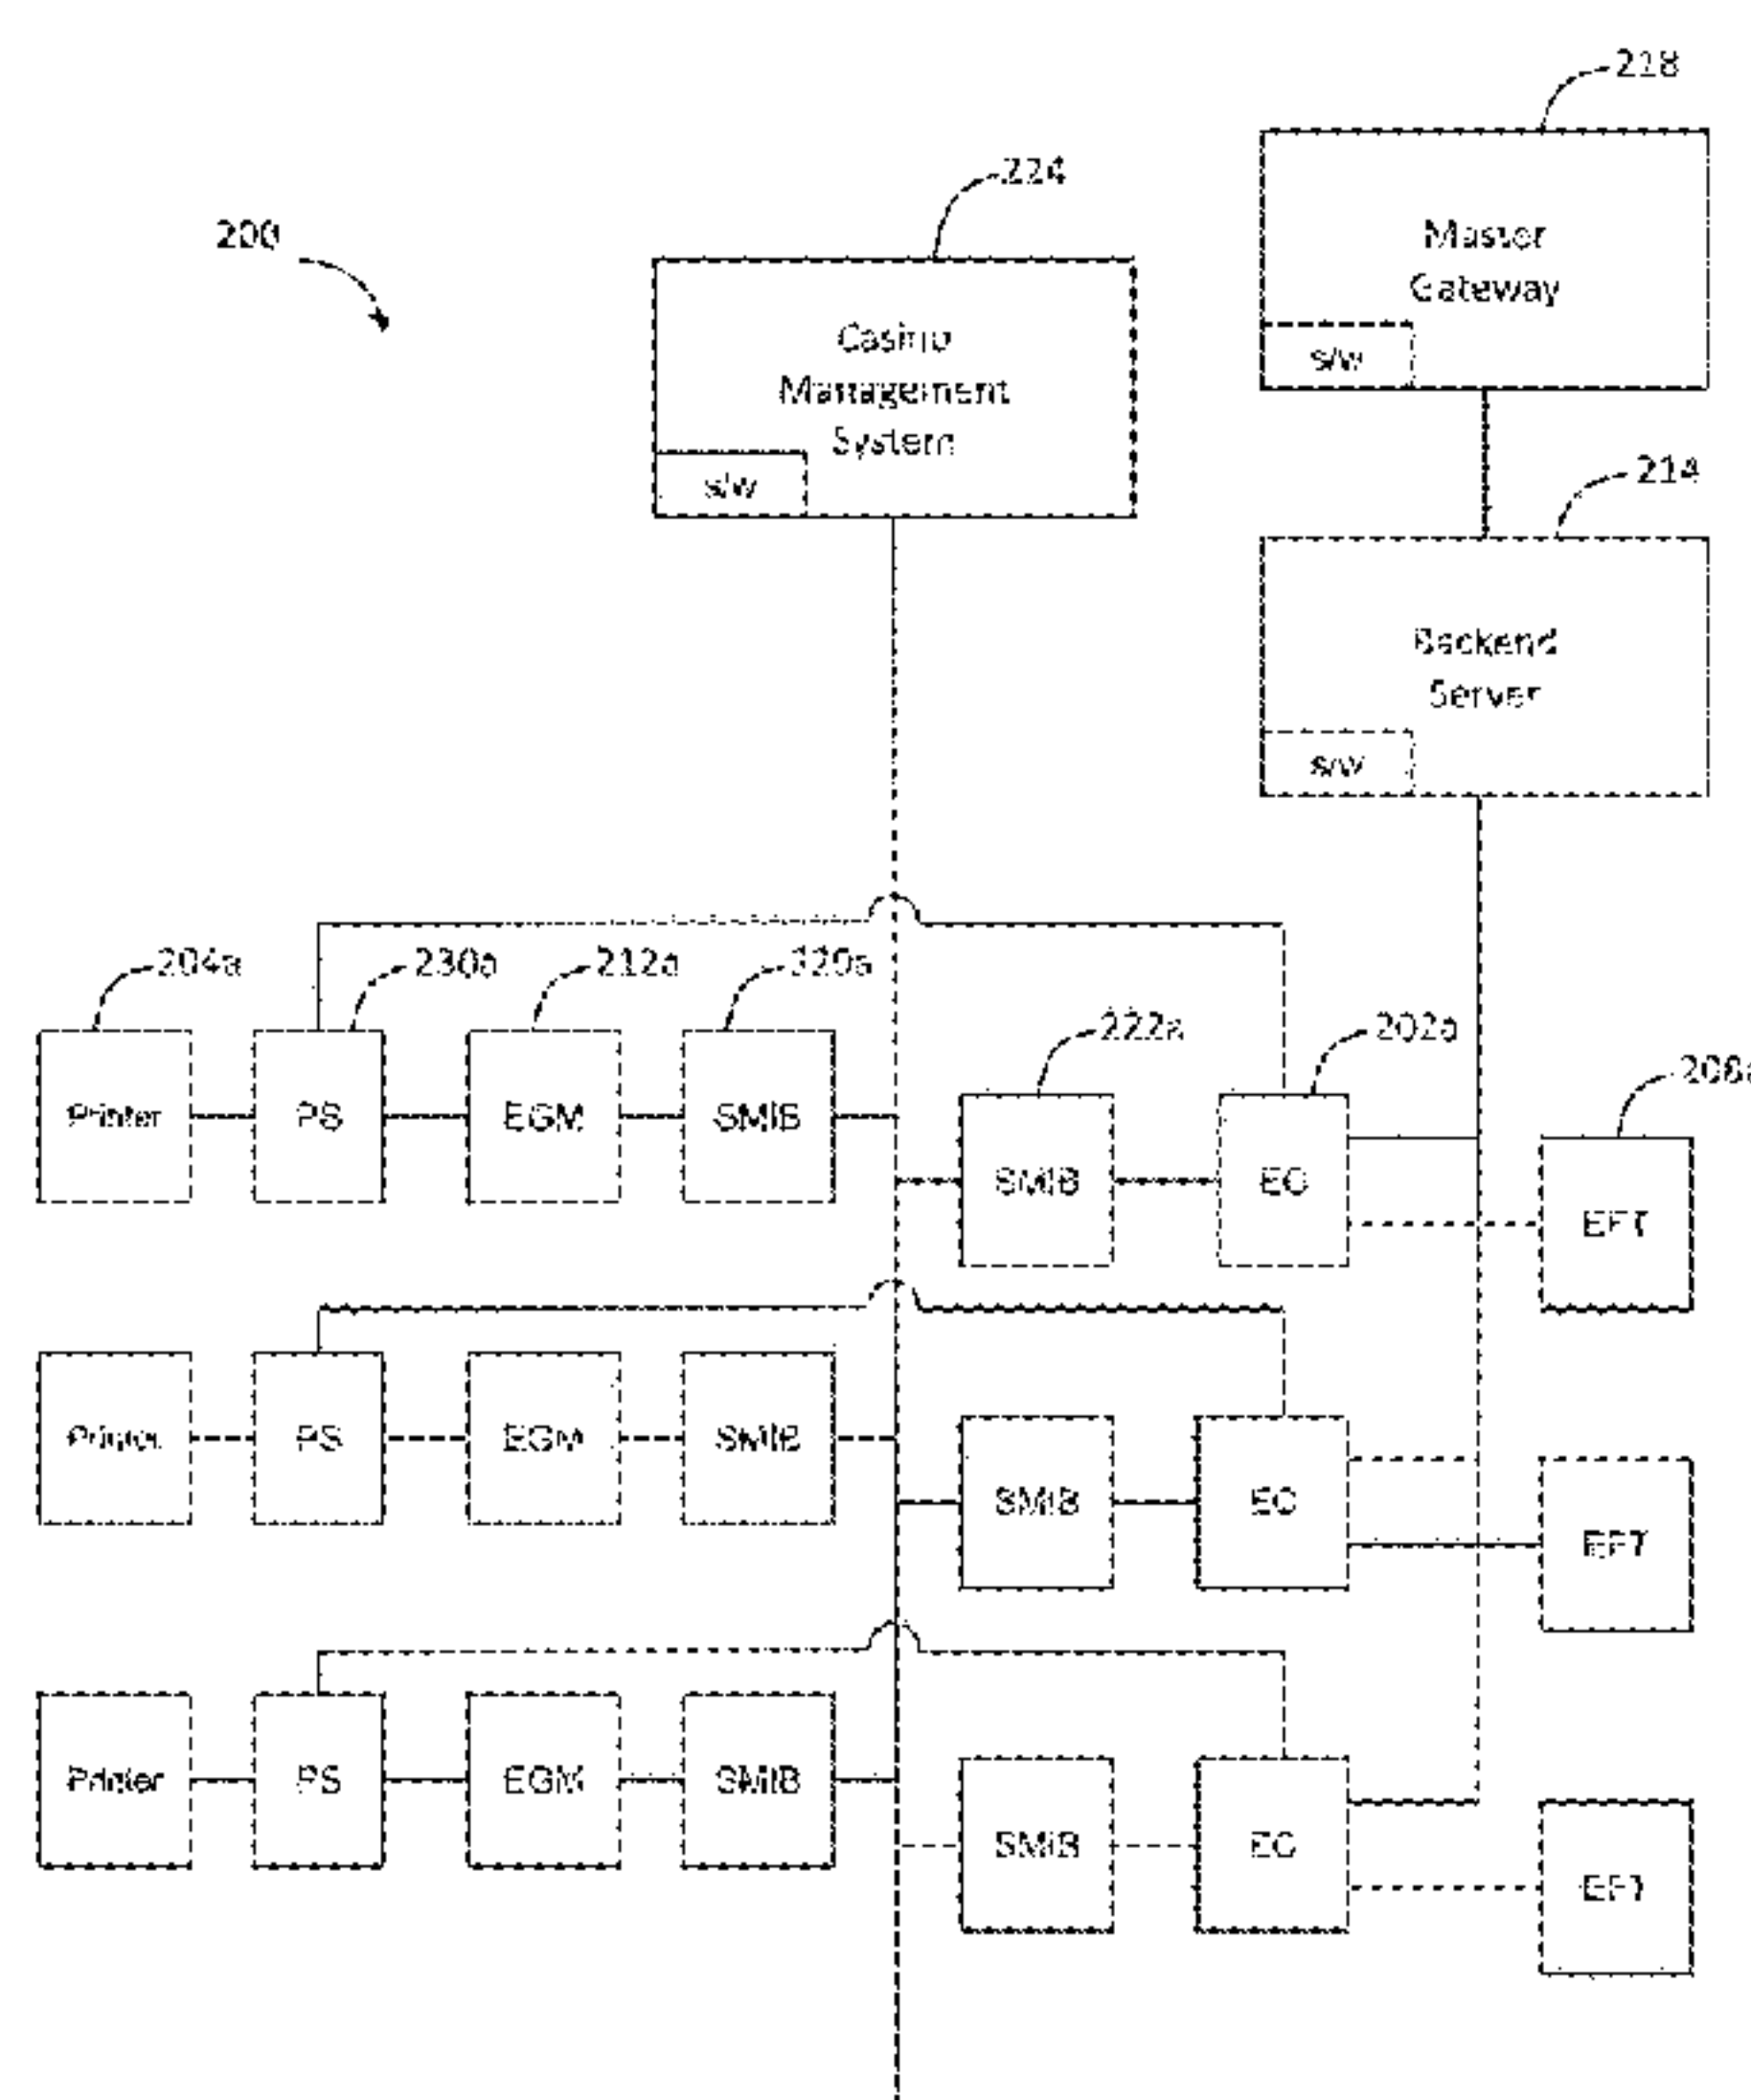 218
224
200
Master
Gateway
s/w
Casino
Management
System
s/w
214
Backend
Server
s/w
204a
230a
212a
320a
222a
202a
208a
Printer
PS
EGM
SMIB
SMIB
EC
EFT
Printer
PS
EGM
SMIB
SMIB
EC
EFT
Printer
PS
EGM
SMIB
SMIB
EC
EFT